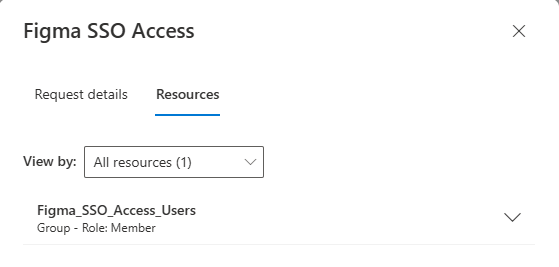 Figma SSO Access
Request details
Resources
View by:
All resources (1)
Figma_SSO_Access_Users
Group - Role: Member